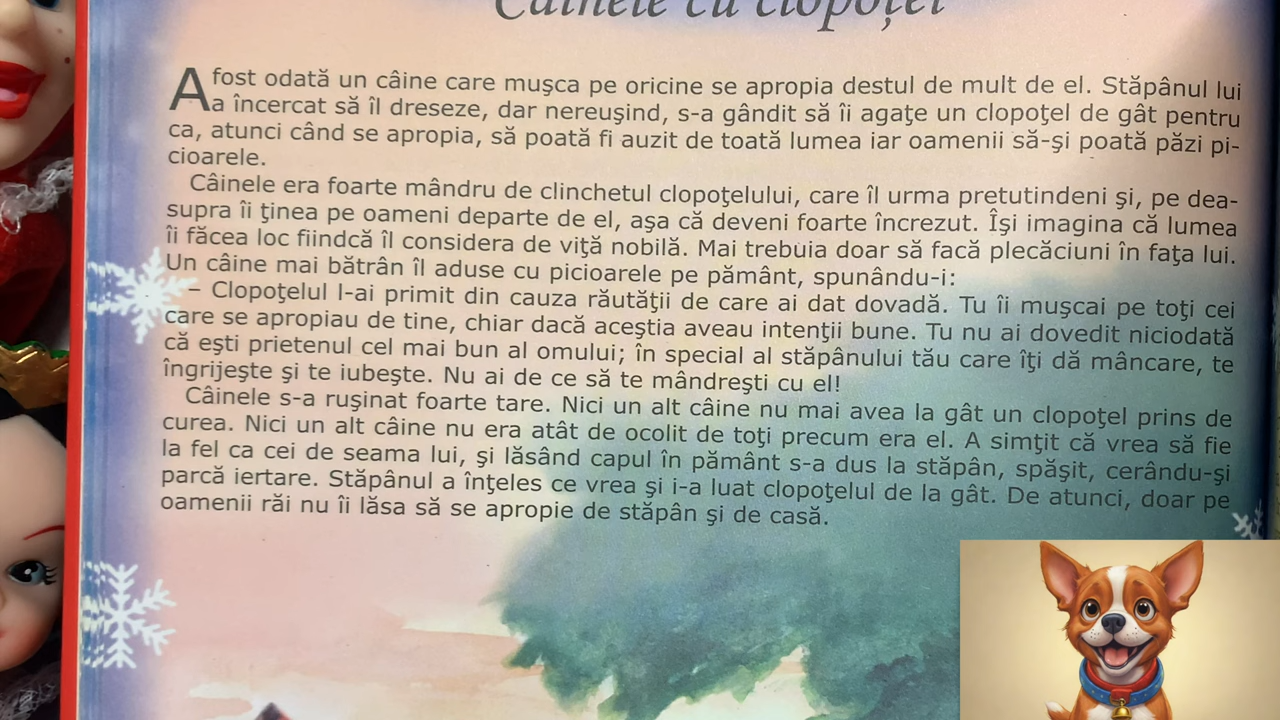 Câinele cu clopoțel
A fost odată un câine care muşca pe oricine se apropia destul de mult de el. Stăpânul lui
a încercat să îl dreseze, dar nereuşind, s-a gândit să îi agaţe un clopoţel de gât pentru
ca, atunci când se apropia, să poată fi auzit de toată lumea iar oamenii să-şi poată păzi pi-
cioarele.
Câinele era foarte mândru de clinchetul clopoţelului, care îl urma pretutindeni şi, pe dea-
supra îi ţinea pe oameni departe de el, aşa că deveni foarte încrezut. Îşi imagina că lumea
îi făcea loc fiindcă îl considera de viţă nobilă. Mai trebuia doar să facă plecăciuni în faţa lui.
Un câine mai bătrân îl aduse cu picioarele pe pământ, spunându-i:
– Clopoţelul l-ai primit din cauza răutăţii de care ai dat dovadă. Tu îi muşcai pe toţi cei
care se apropiau de tine, chiar dacă aceştia aveau intenţii bune. Tu nu ai dovedit niciodată
că eşti prietenul cel mai bun al omului; în special al stăpânului tău care îţi dă mâncare, te
îngrijeşte şi te iubeşte. Nu ai de ce să te mândreşti cu el!
Câinele s-a ruşinat foarte tare. Nici un alt câine nu mai avea la gât un clopoţel prins de
curea. Nici un alt câine nu era atât de ocolit de toţi precum era el. A simţit că vrea să fie
la fel ca cei de seama lui, şi lăsând capul în pământ s-a dus la stăpân, spăşit, cerându-şi
parcă iertare. Stăpânul a înţeles ce vrea şi i-a luat clopoţelul de la gât. De atunci, doar pe
oamenii răi nu îi lăsa să se apropie de stăpân şi de casă.